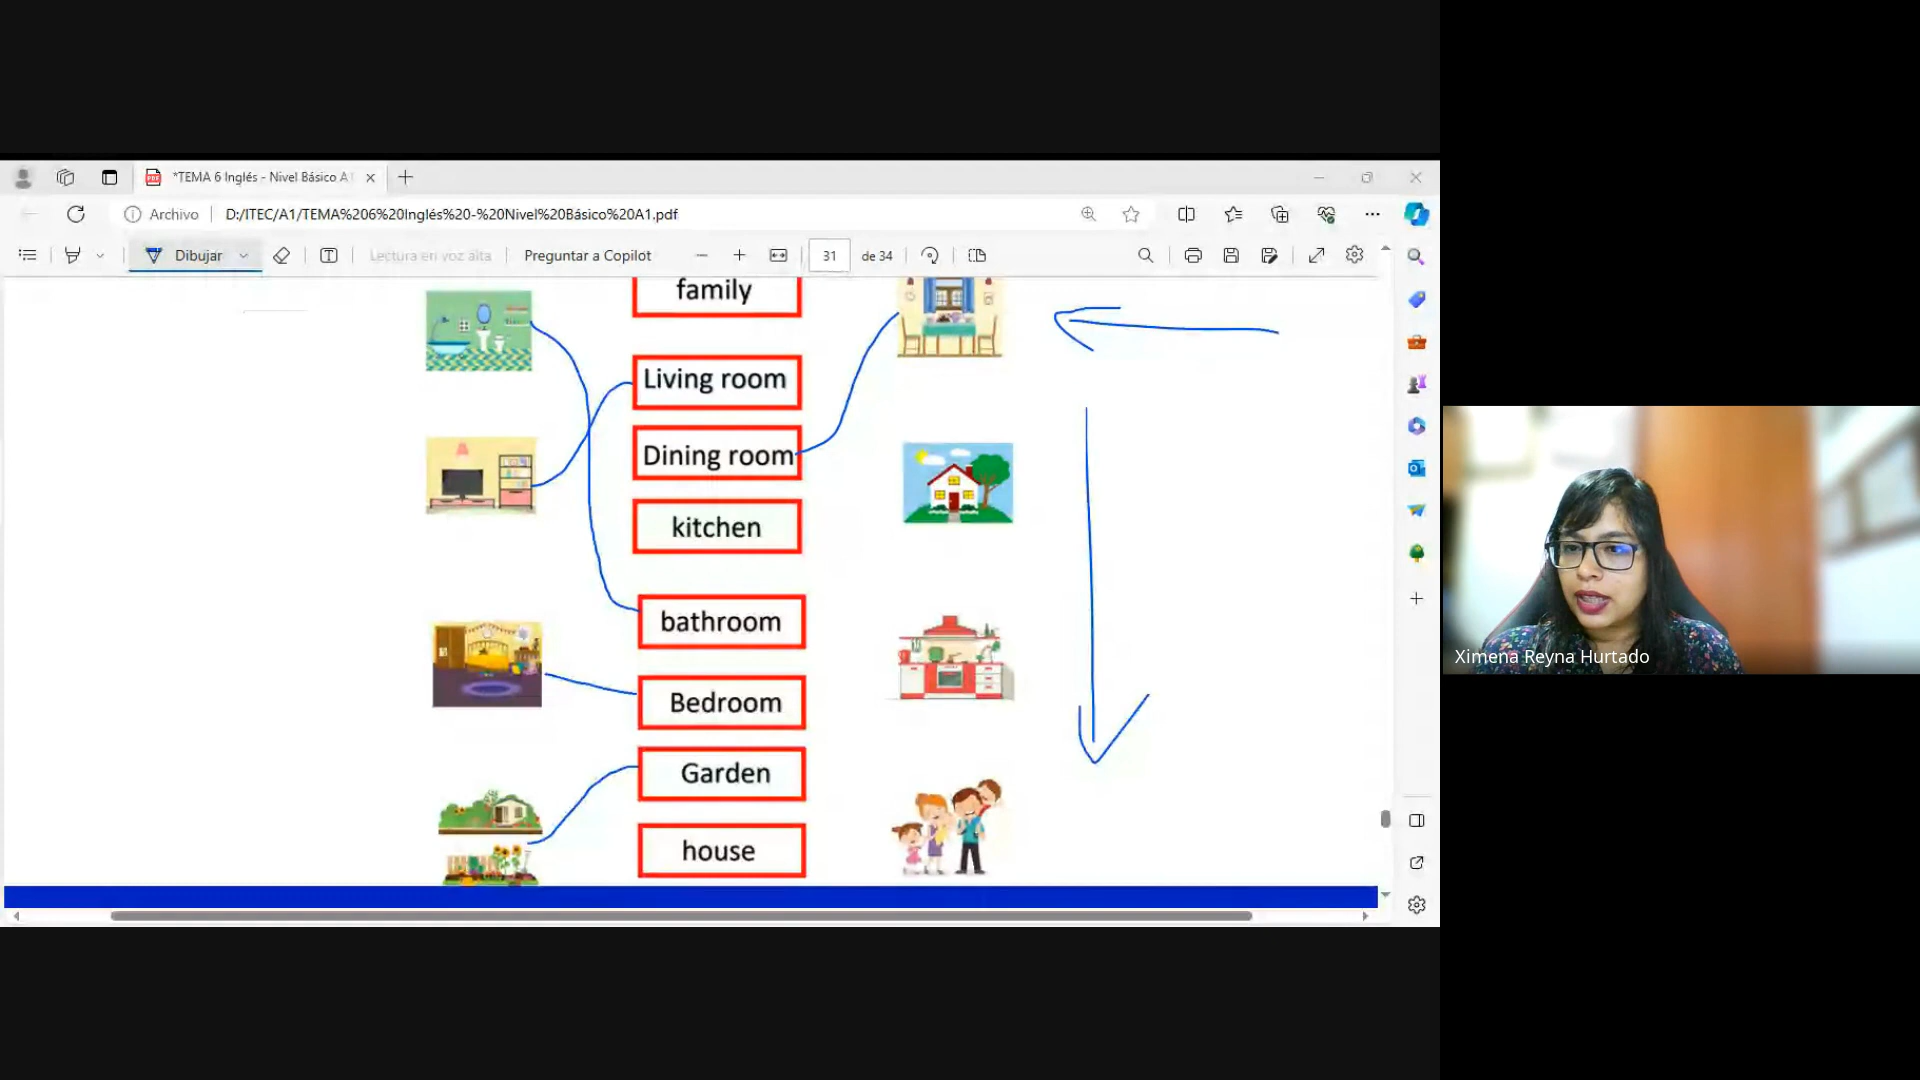 *TEMA 6 Inglés - Nivel Básico A1
Archivo
D:/ITEC/A1/TEMA%206%20Inglés%20-%20Nivel%20Básico%20A1.pdf
Dibujar
Lectura en voz alta
Preguntar a Copilot
31
de 34
family
Living room
Dining room
kitchen
bathroom
Bedroom
Garden
house
Ximena Reyna Hurtado